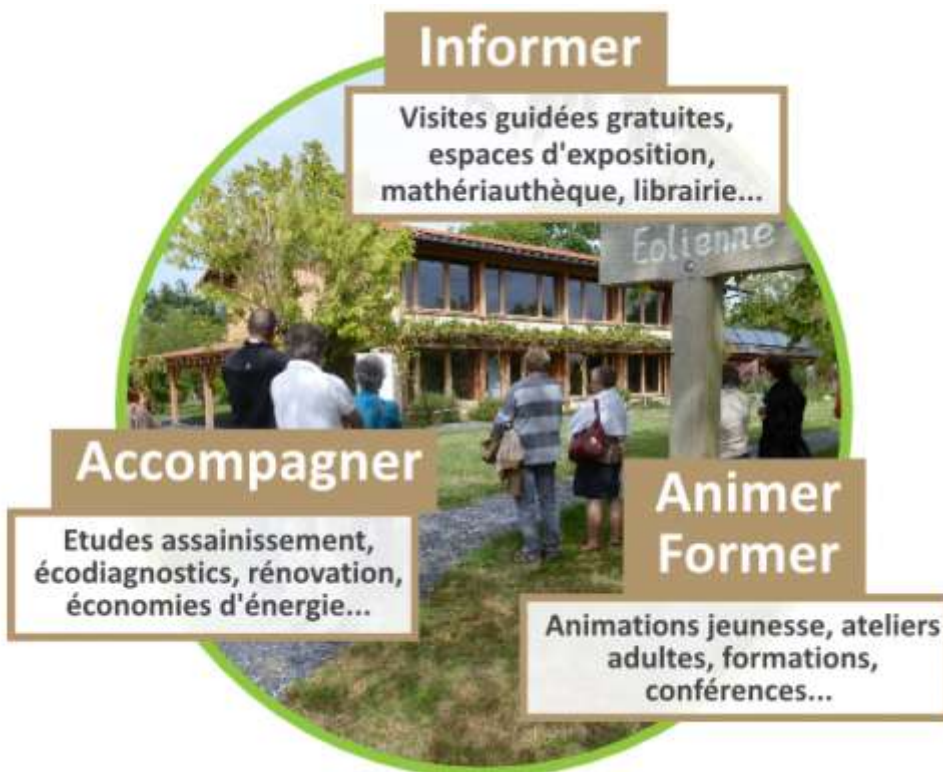 Informer
Visites guidées gratuites,
espaces d'exposition,
mathériauthèque, librairie...
Eolienne
Accompagner
Etudes assainissement,
écodiagnostics, rénovation,
économies d'énergie...
Animer
Former
Animations jeunesse, ateliers
adultes, formations,
conférences...